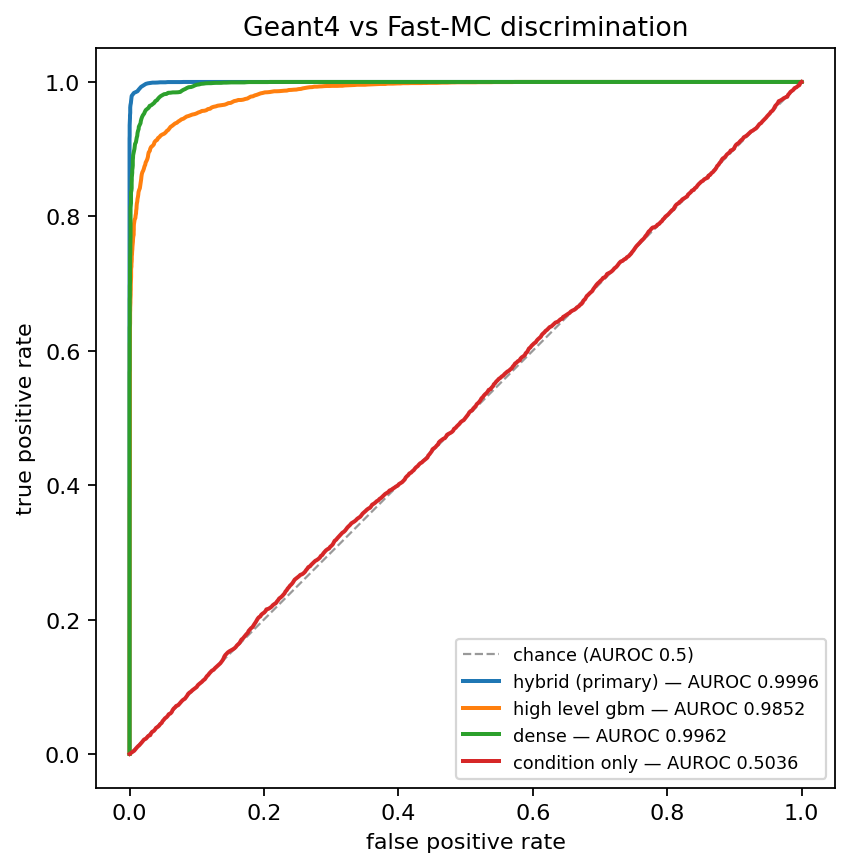 Geant4 vs Fast-MC discrimination
true positive rate
1.0
0.8
0.6
0.4
0.2
0.0
chance (AUROC 0.5)
hybrid (primary) — AUROC 0.9996
high level gbm — AUROC 0.9852
dense — AUROC 0.9962
condition only — AUROC 0.5036
0.0 0.2 0.4 0.6 0.8 1.0
false positive rate